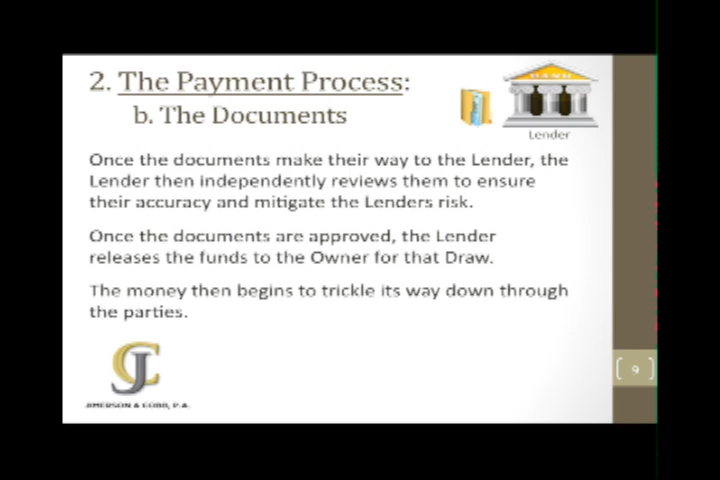 2. The Payment Process:
b. The Documents
Lender
Once the documents make their way to the Lender, the
Lender then independently reviews them to ensure
their accuracy and mitigate the Lenders risk.
Once the documents are approved, the Lender
releases the funds to the Owner for that Draw.
The money then begins to trickle its way down through
the parties.
JIMERSON & COBB, P.A.
9